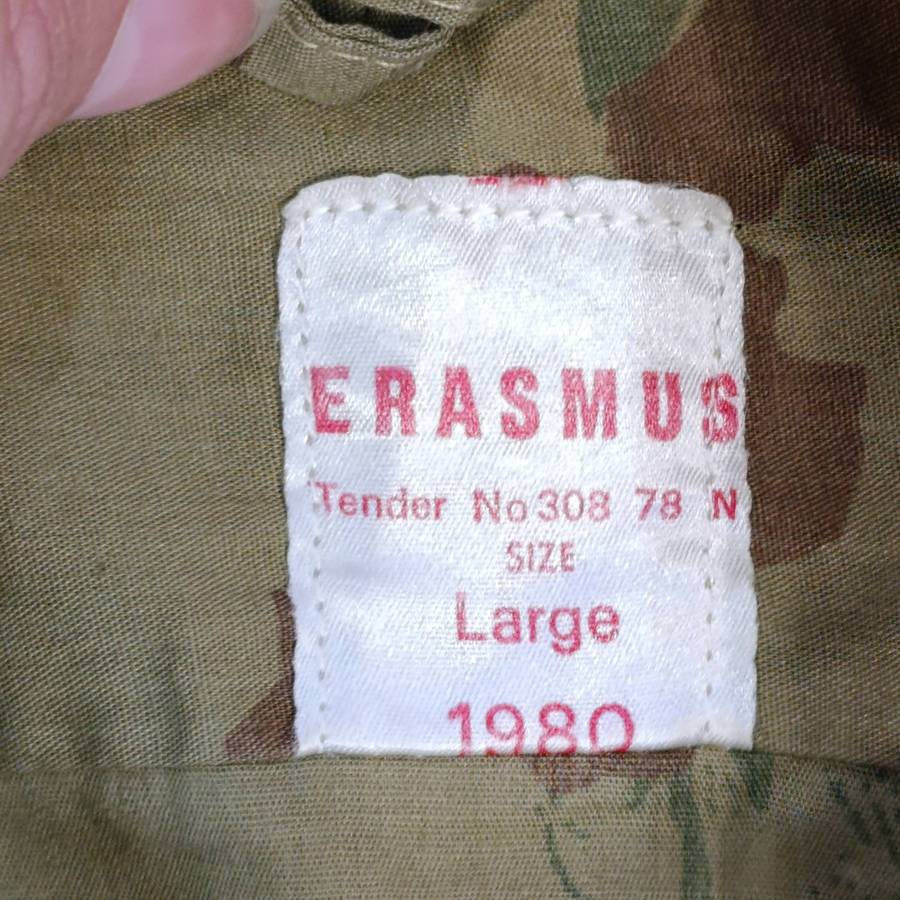 ERASMUS
Tender No 308 78 N
SIZE
Large
1980